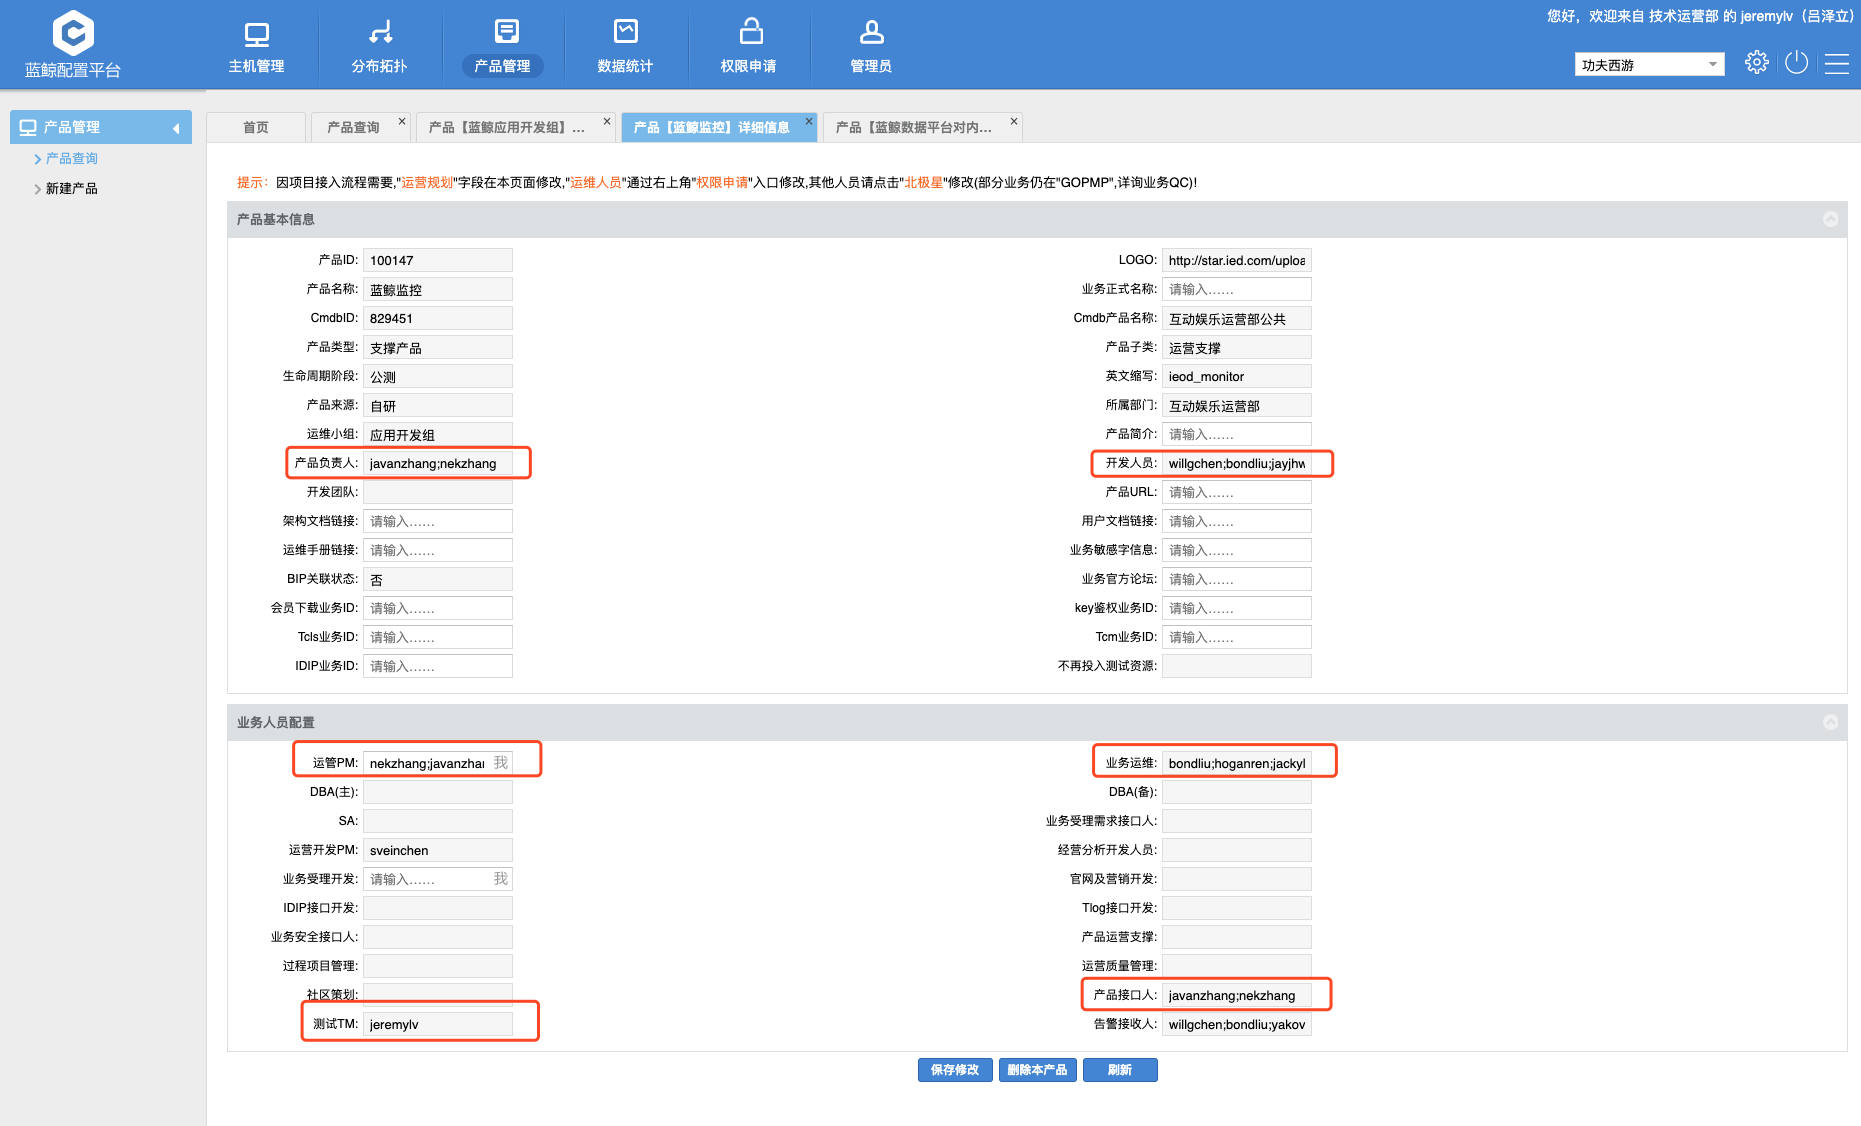 您好，欢迎来自 技术运营部 的 jeremylv（吕泽立）
蓝鲸配置平台
主机管理
分布拓扑
产品管理
数据统计
权限申请
管理员
功夫西游
产品管理
产品查询
新建产品
首页
产品查询
产品【蓝鲸应用开发组】...
产品【蓝鲸监控】详细信息
产品【蓝鲸数据平台对内...
提示：因项目接入流程需要,"运营规划"字段在本页面修改,"运维人员"通过右上角"权限申请"入口修改,其他人员请点击"北极星"修改(部分业务仍在"GOPMP",详询业务QC)!
产品基本信息
产品ID: 100147
LOGO: http://star.ied.com/uploa
产品名称: 蓝鲸监控
业务正式名称: 请输入......
CmdbID: 829451
Cmdb产品名称: 互动娱乐运营部公共
产品类型: 支撑产品
产品子类: 运营支撑
生命周期阶段: 公测
英文缩写: ieod_monitor
产品来源: 自研
所属部门: 互动娱乐运营部
运维小组: 应用开发组
产品简介: 请输入......
产品负责人: javanzhang;nekzhang
开发人员: willgchen;bondliu;jayjhw
开发团队:
产品URL: 请输入......
架构文档链接: 请输入......
用户文档链接: 请输入......
运维手册链接: 请输入......
业务敏感字信息: 请输入......
BIP关联状态: 否
业务官方论坛: 请输入......
会员下载业务ID: 请输入......
key鉴权业务ID: 请输入......
Tcls业务ID: 请输入......
Tcm业务ID: 请输入......
IDIP业务ID: 请输入......
不再投入测试资源:
业务人员配置
运管PM: nekzhang;javanzhar 我
业务运维: bondliu;hoganren;jackyl
DBA(主):
DBA(备):
SA:
业务受理需求接口人:
运营开发PM: sveinchen
经营分析开发人员:
业务受理开发: 请输入...... 我
官网及营销开发:
IDIP接口开发:
Tlog接口开发:
业务安全接口人:
产品运营支撑:
过程项目管理:
运营质量管理:
社区策划:
产品接口人: javanzhang;nekzhang
测试TM: jeremylv
告警接收人: willgchen;bondliu;yakov
保存修改
删除本产品
刷新